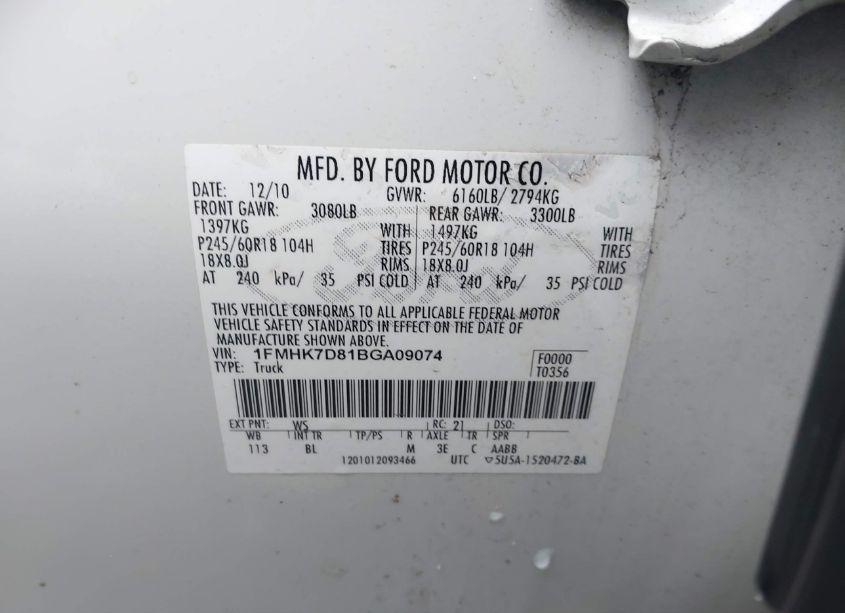 MFD. BY FORD MOTOR CO.
DATE: 12/10 GVWR: 6160LB/ 2794KG
FRONT GAWR: 3080LB REAR GAWR: 3300LB
1397KG WITH 1497KG WITH
P245/60R18 104H TIRES P245/60R18 104H TIRES
18X8.0J RIMS 18X8.0J RIMS
AT 240 kPa/ 35 PSI COLD AT 240 kPa/ 35 PSI COLD
THIS VEHICLE CONFORMS TO ALL APPLICABLE FEDERAL MOTOR
VEHICLE SAFETY STANDARDS IN EFFECT ON THE DATE OF
MANUFACTURE SHOWN ABOVE.
VIN: 1FMHK7D81BGA09074 F0000
TYPE: Truck T0356
EXT PNT: WS RC: 21 DSO:
WB INT TR TP/PS R AXLE TR SPR
113 BL M 3E C AABB
1201012093466 UTC ▽5U5A-1520472-BA